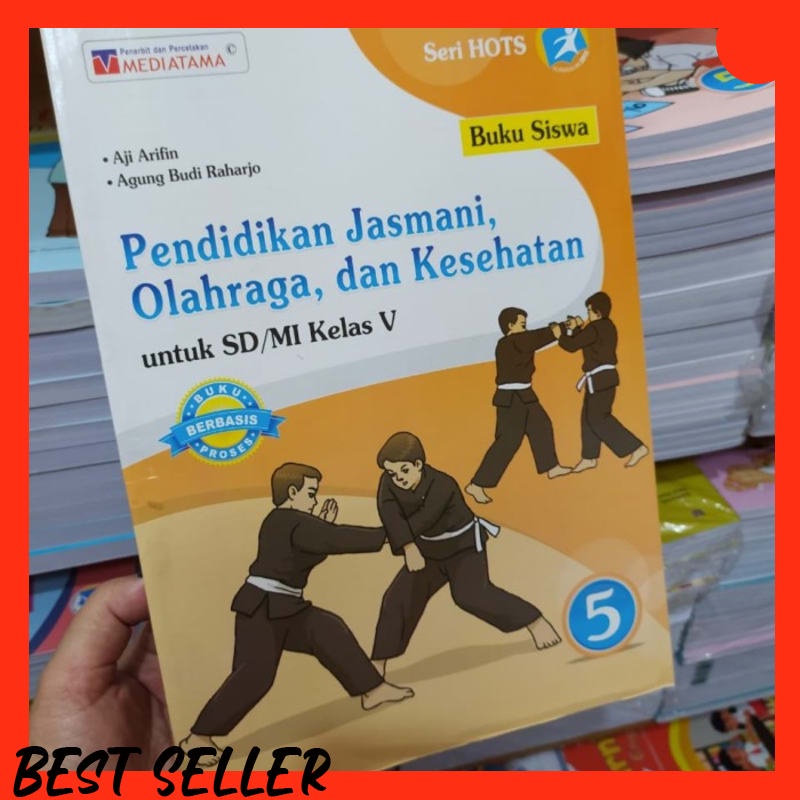 Penerbit dan Percetakan
MEDIATAMA ©
Seri HOTS
Buku Siswa
• Aji Arifin
• Agung Budi Raharjo
Pendidikan Jasmani,
Olahraga, dan Kesehatan
untuk SD/MI Kelas V
BUKU
BERBASIS
PROSES
5
5
BEST SELLER